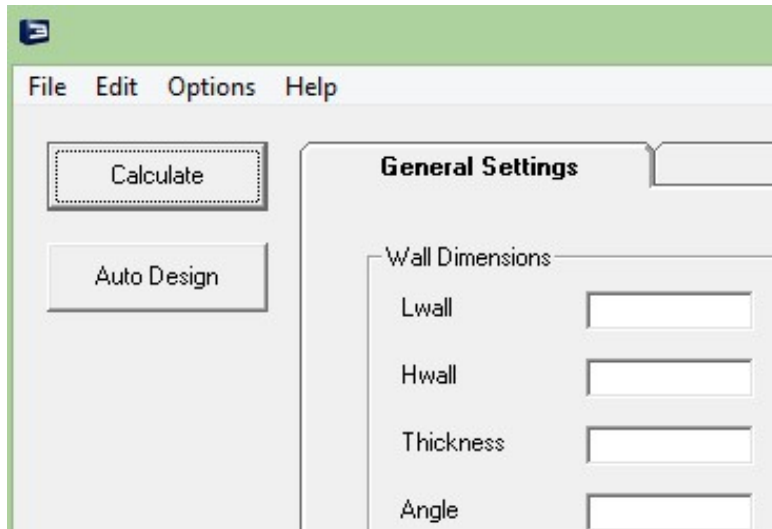 File Edit Options Help
Calculate
General Settings
Auto Design
Wall Dimensions
Lwall
Hwall
Thickness
Angle